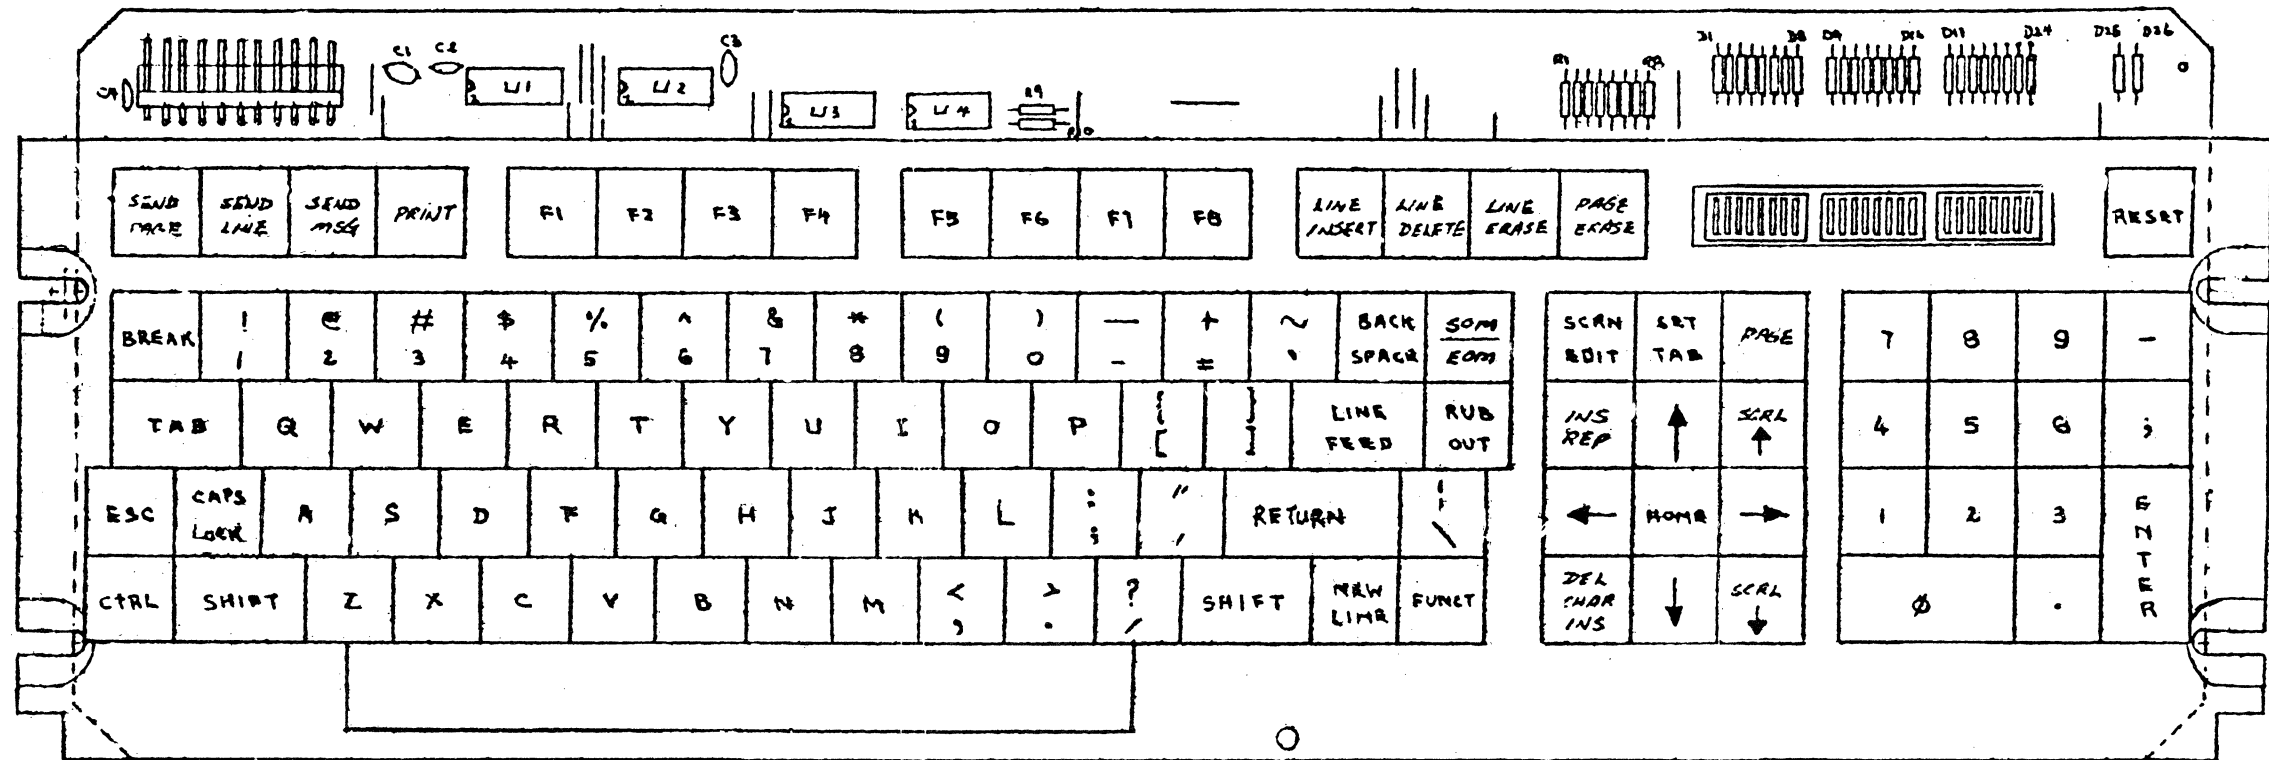 C1 C2 C3
D1 D8 D9 D16 D17 D24 D25 D26
R1 R8
C4
U1 U2
U3 U4 R9
R10
SEND PAGE
SEND LINE
SEND MSG
PRINT
F1 F2 F3 F4
F5 F6 F7 F8
LINE INSERT
LINE DELETE
LINE ERASE
PAGE ERASE
RESET
BREAK
! 1
@ 2
# 3
$ 4
% 5
^ 6
& 7
* 8
( 9
) 0
— -
+ =
~ `
BACK SPACE
SOM EOM
SCRN EDIT
SET TAB
PAGE
7 8 9 -
TAB Q W E R T Y U I O P
{ [
} ]
LINE FEED
RUB OUT
INS REP
↑
SCRL ↑
4 5 6 ,
ESC
CAPS LOCK
A S D F G H J K L
: ;
" '
RETURN
¦ \
← HOME →
1 2 3
ENTER
CTRL SHIFT Z X C V B N M
< ,
> .
? /
SHIFT
NEW LINE
FUNCT
DEL CHAR INS
↓
SCRL ↓
Ø .